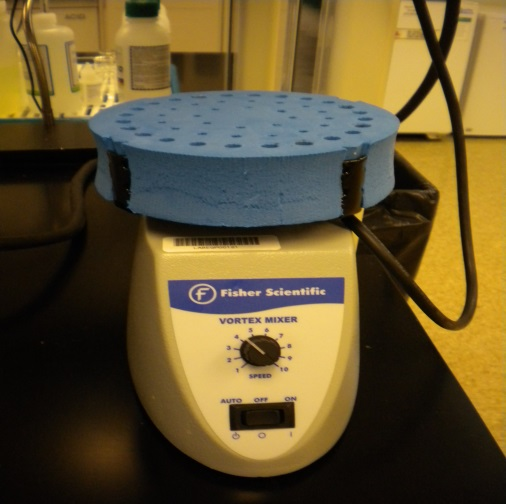 Fisher Scientific
VORTEX MIXER
1 2 3 4 5 6 7 8 9 10
SPEED
AUTO OFF ON